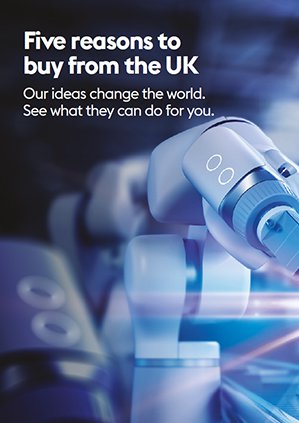 Five reasons to
buy from the UK
Our ideas change the world.
See what they can do for you.